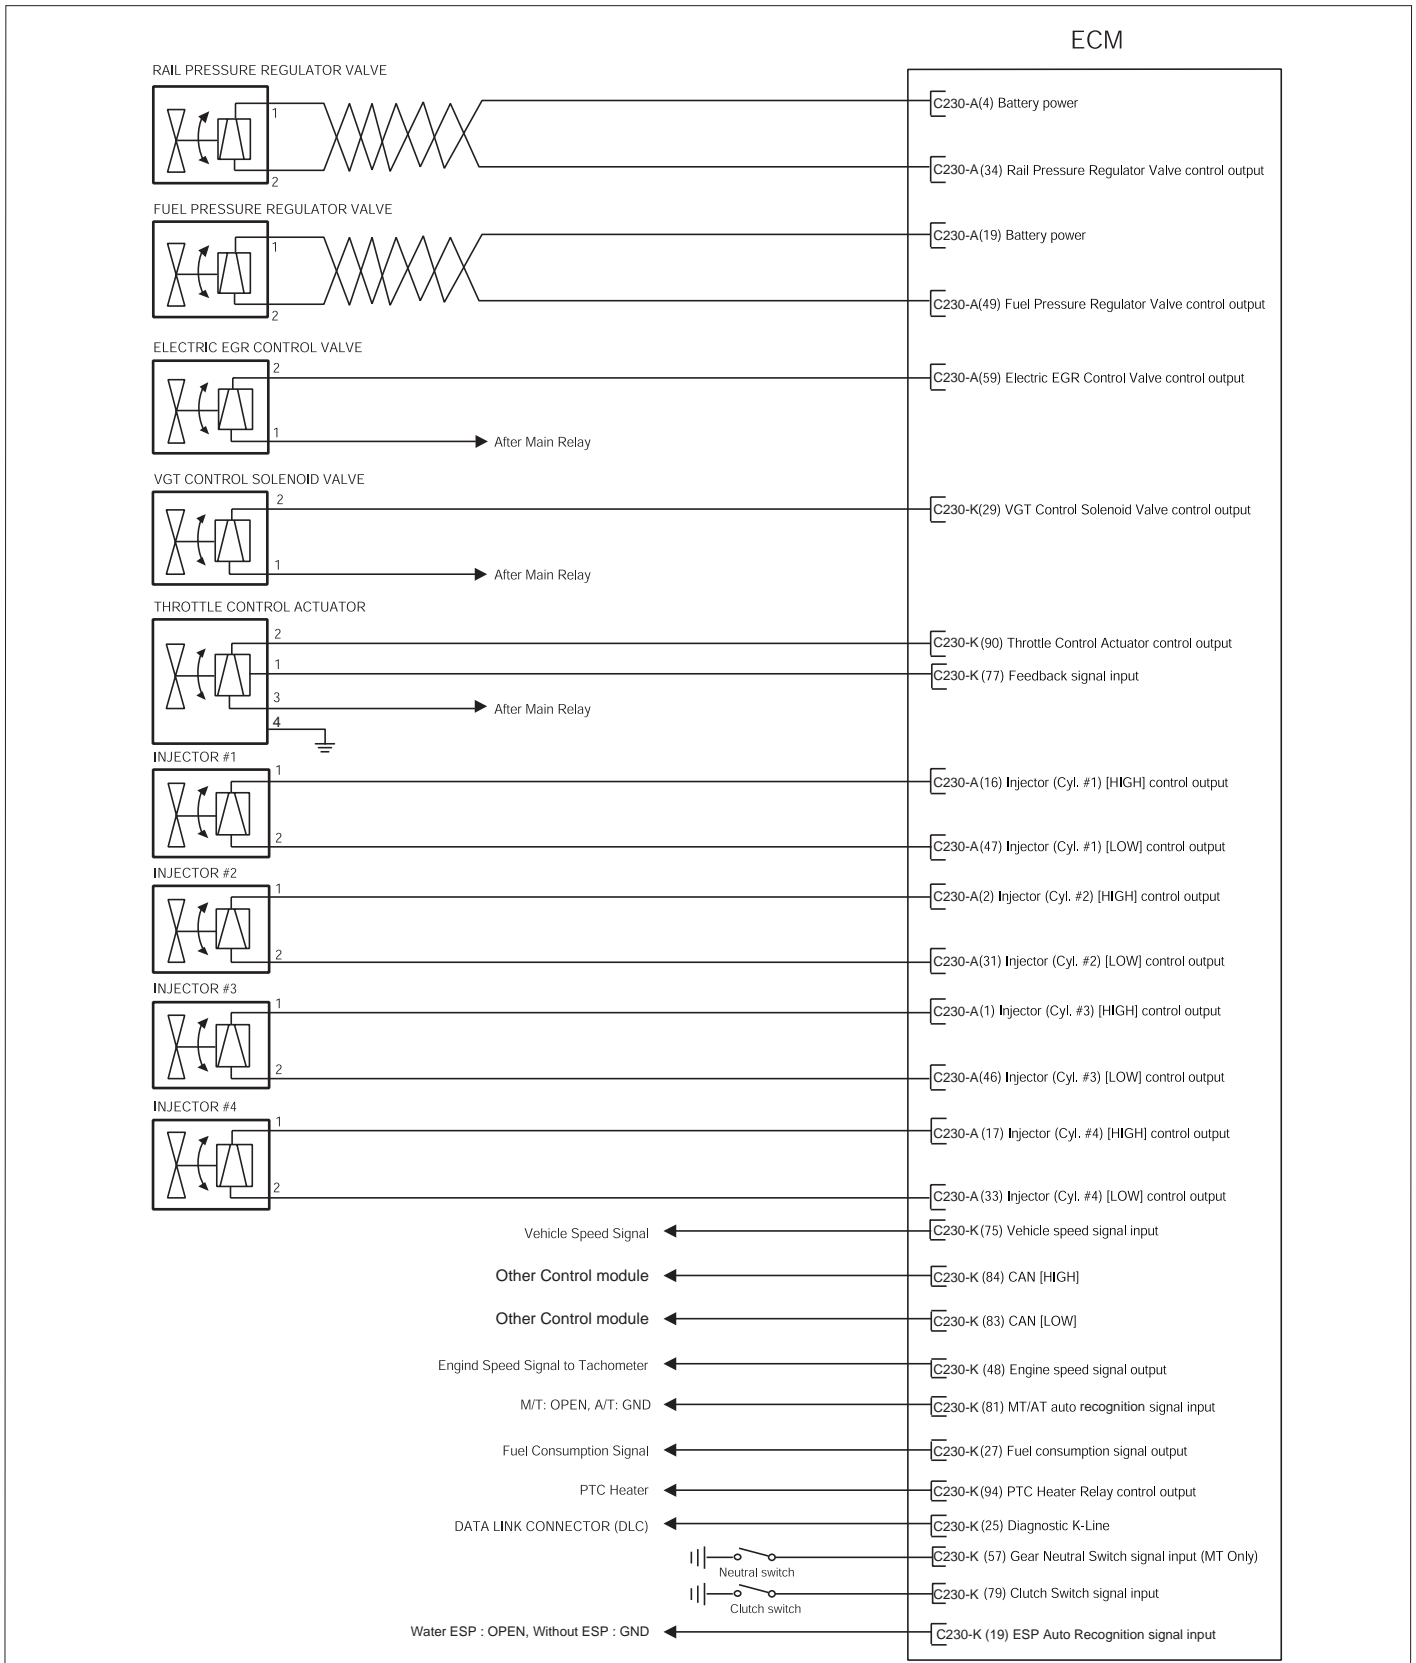 ECM
RAIL PRESSURE REGULATOR VALVE
1
C230-A(4) Battery power
2
C230-A(34) Rail Pressure Regulator Valve control output
FUEL PRESSURE REGULATOR VALVE
1
C230-A(19) Battery power
2
C230-A(49) Fuel Pressure Regulator Valve control output
ELECTRIC EGR CONTROL VALVE
2
C230-A(59) Electric EGR Control Valve control output
1
After Main Relay
VGT CONTROL SOLENOID VALVE
2
C230-K(29) VGT Control Solenoid Valve control output
1
After Main Relay
THROTTLE CONTROL ACTUATOR
2
C230-K(90) Throttle Control Actuator control output
1
C230-K(77) Feedback signal input
3
After Main Relay
4
INJECTOR #1
1
C230-A(16) Injector (Cyl. #1) [HIGH] control output
2
C230-A(47) Injector (Cyl. #1) [LOW] control output
INJECTOR #2
1
C230-A(2) Injector (Cyl. #2) [HIGH] control output
2
C230-A(31) Injector (Cyl. #2) [LOW] control output
INJECTOR #3
1
C230-A(1) Injector (Cyl. #3) [HIGH] control output
2
C230-A(46) Injector (Cyl. #3) [LOW] control output
INJECTOR #4
1
C230-A(17) Injector (Cyl. #4) [HIGH] control output
2
C230-A(33) Injector (Cyl. #4) [LOW] control output
Vehicle Speed Signal
C230-K(75) Vehicle speed signal input
Other Control module
C230-K (84) CAN [HIGH]
Other Control module
C230-K (83) CAN [LOW]
Engind Speed Signal to Tachometer
C230-K (48) Engine speed signal output
M/T: OPEN, A/T: GND
C230-K (81) MT/AT auto recognition signal input
Fuel Consumption Signal
C230-K(27) Fuel consumption signal output
PTC Heater
C230-K(94) PTC Heater Relay control output
DATA LINK CONNECTOR (DLC)
C230-K(25) Diagnostic K-Line
Neutral switch
C230-K (57) Gear Neutral Switch signal input (MT Only)
Clutch switch
C230-K (79) Clutch Switch signal input
Water ESP : OPEN, Without ESP : GND
C230-K (19) ESP Auto Recognition signal input